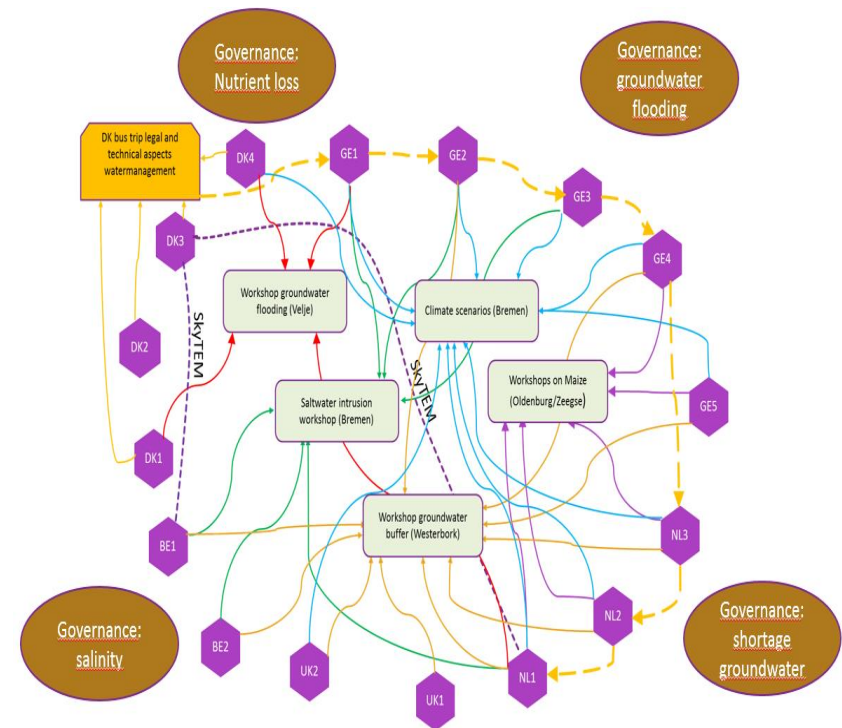 Governance:
Nutrient loss
Governance:
groundwater
flooding
DK bus trip legal and
technical aspects
watermanagement
DK4
GE1
GE2
GE3
DK3
GE4
Workshop groundwater
flooding (Velje)
Climate scenarios (Bremen)
SkyTEM
DK2
SkyTEM
Workshops on Maize
(Oldenburg/Zeegse)
Saltwater intrusion
workshop (Bremen)
GE5
DK1
Workshop groundwater
buffer (Westerbork)
BE1
NL3
Governance:
salinity
BE2
UK2
UK1
NL1
NL2
Governance:
shortage
groundwater